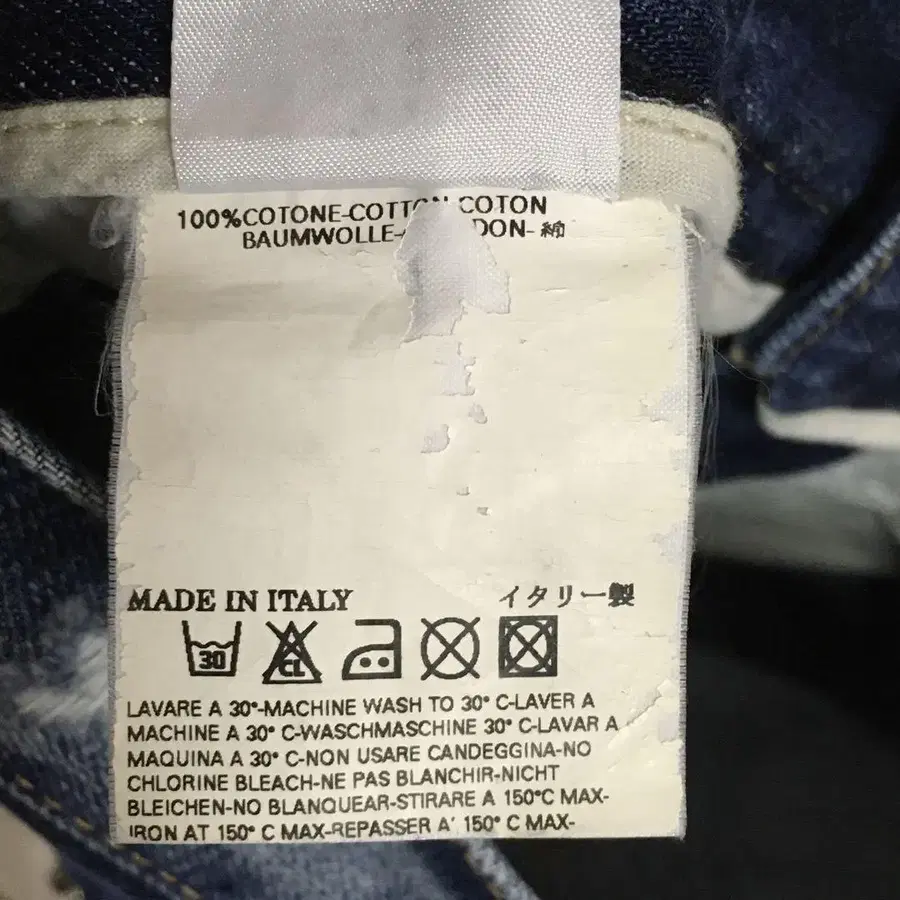 100%COTONE-COTTON COTON
BAUMWOLLE- DON-綿
MADE IN ITALY
イタリー製
30
CL
LAVARE A 30°-MACHINE WASH TO 30° C-LAVER A
MACHINE A 30° C-WASCHMASCHINE 30° C-LAVAR A
MAQUINA A 30° C-NON USARE CANDEGGINA-NO
CHLORINE BLEACH-NE PAS BLANCHIR-NICHT
BLEICHEN-NO BLANQUEAR-STIRARE A 150°C MAX-
IRON AT 150° C MAX-REPASSER A' 150° C MAX-